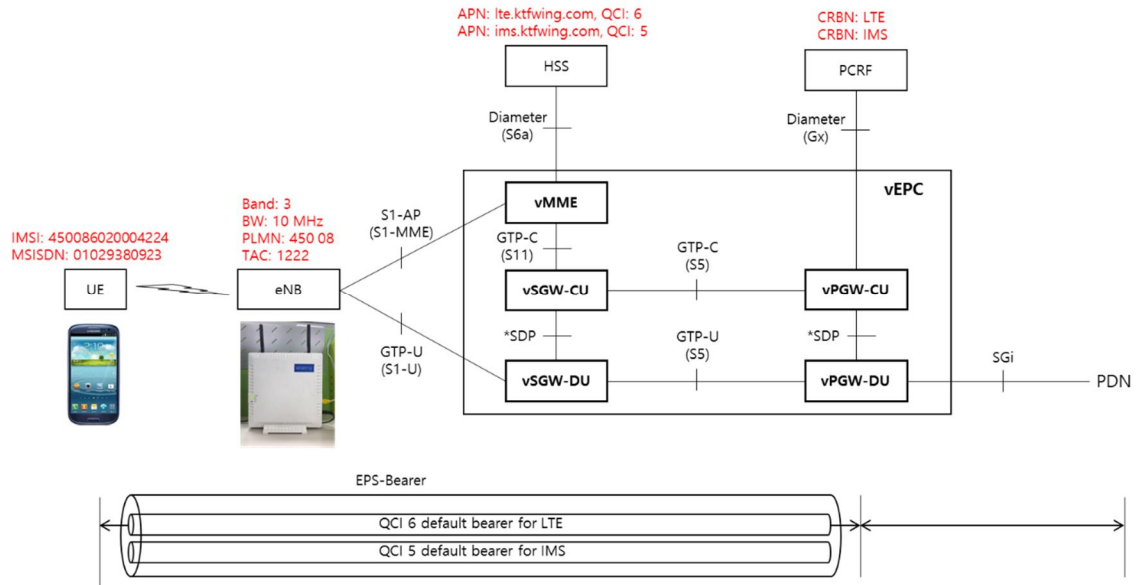 APN: lte.ktfwing.com, QCI: 6
APN: ims.ktfwing.com, QCI: 5
CRBN: LTE
CRBN: IMS
HSS
PCRF
Diameter
(S6a)
Diameter
(Gx)
vEPC
vMME
Band: 3
BW: 10 MHz
PLMN: 450 08
TAC: 1222
S1-AP
(S1-MME)
IMSI: 450086020004224
MSISDN: 01029380923
GTP-C
(S11)
GTP-C
(S5)
UE
eNB
vSGW-CU
vPGW-CU
*SDP
GTP-U
(S5)
*SDP
GTP-U
(S1-U)
SGi
vSGW-DU
vPGW-DU
PDN
EPS-Bearer
QCI 6 default bearer for LTE
QCI 5 default bearer for IMS